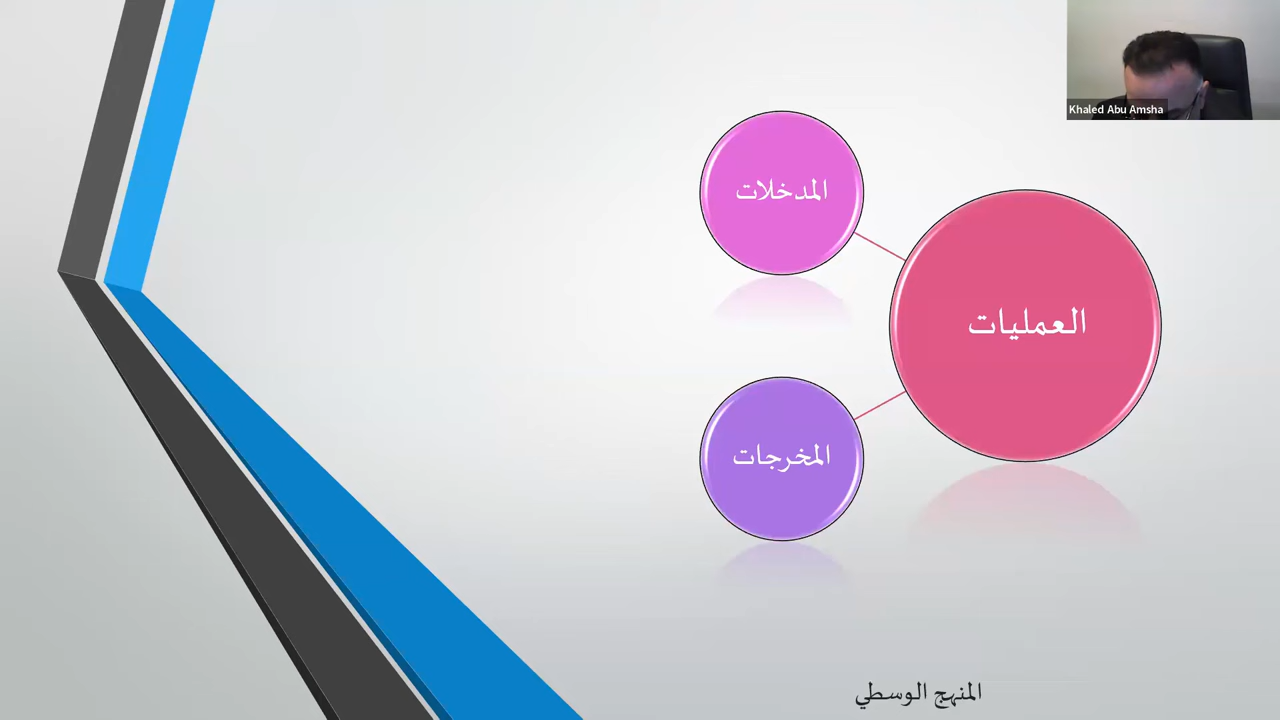 Khaled Abu Amsha
المدخلات
العمليات
المخرجات
المنهج الوسطي